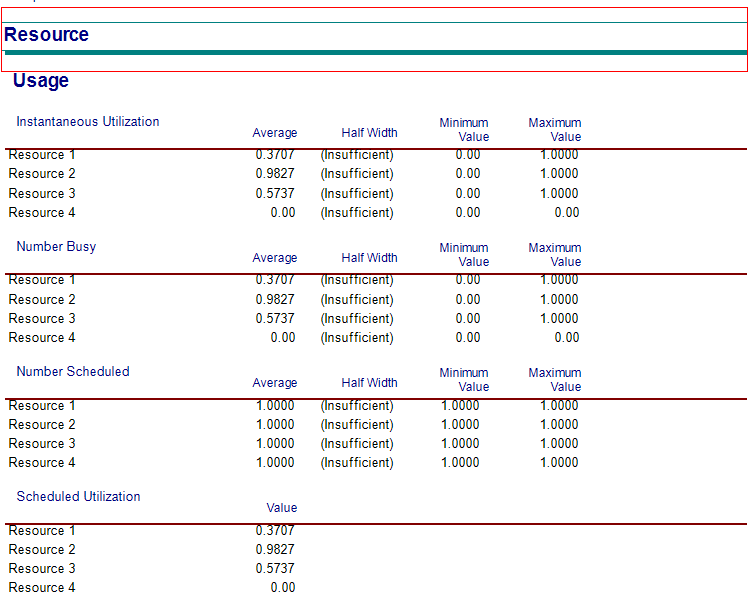 Resource
Usage
Instantaneous Utilization
Average Half Width Minimum Value Maximum Value
Resource 1 0.3707 (Insufficient) 0.00 1.0000
Resource 2 0.9827 (Insufficient) 0.00 1.0000
Resource 3 0.5737 (Insufficient) 0.00 1.0000
Resource 4 0.00 (Insufficient) 0.00 0.00
Number Busy
Average Half Width Minimum Value Maximum Value
Resource 1 0.3707 (Insufficient) 0.00 1.0000
Resource 2 0.9827 (Insufficient) 0.00 1.0000
Resource 3 0.5737 (Insufficient) 0.00 1.0000
Resource 4 0.00 (Insufficient) 0.00 0.00
Number Scheduled
Average Half Width Minimum Value Maximum Value
Resource 1 1.0000 (Insufficient) 1.0000 1.0000
Resource 2 1.0000 (Insufficient) 1.0000 1.0000
Resource 3 1.0000 (Insufficient) 1.0000 1.0000
Resource 4 1.0000 (Insufficient) 1.0000 1.0000
Scheduled Utilization
Value
Resource 1 0.3707
Resource 2 0.9827
Resource 3 0.5737
Resource 4 0.00